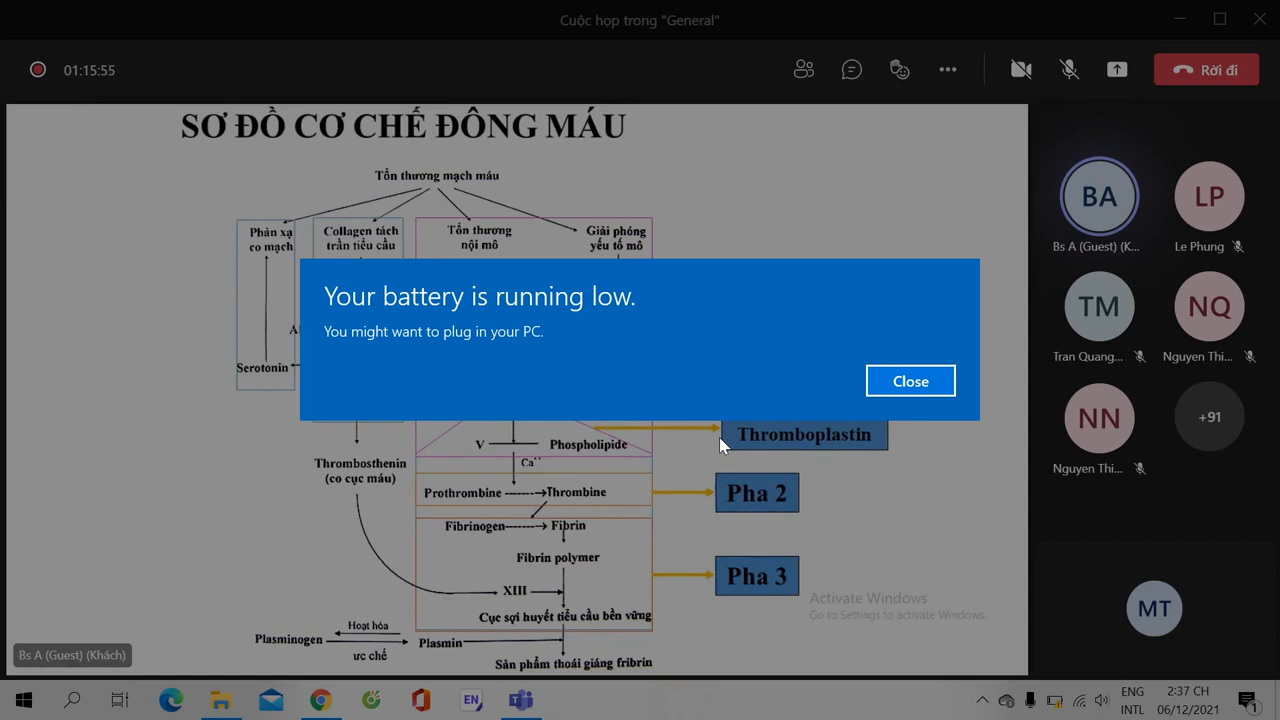 Cuộc họp trong "General"
01:15:55
Rời đi
SƠ ĐỒ CƠ CHẾ ĐÔNG MÁU
Tổn thương mạch máu
Phản xạ
co mạch
Collagen tách
trần tiểu cầu
Tổn thương
nội mô
Giải phóng
yếu tố mô
Your battery is running low.
You might want to plug in your PC.
Close
Serotonin
Thromboplastin
V
Phospholipide
Ca++
Thrombosthenin
(co cục máu)
Prothrombine
Thrombine
Pha 2
Fibrinogen
Fibrin
Fibrin polymer
XIII
Pha 3
Cục sợi huyết tiểu cầu bền vững
Hoạt hóa
Plasminogen
ưc chế
Plasmin
Sản phẩm thoái giáng fribrin
Activate Windows
Go to Settings to activate Windows.
Bs A (Guest) (Khách)
BA
Bs A (Guest) (K...
LP
Le Phung
TM
Tran Quang...
NQ
Nguyen Thi...
NN
Nguyen Thi...
+91
MT
EN
ENG
INTL
2:37 CH
06/12/2021
1